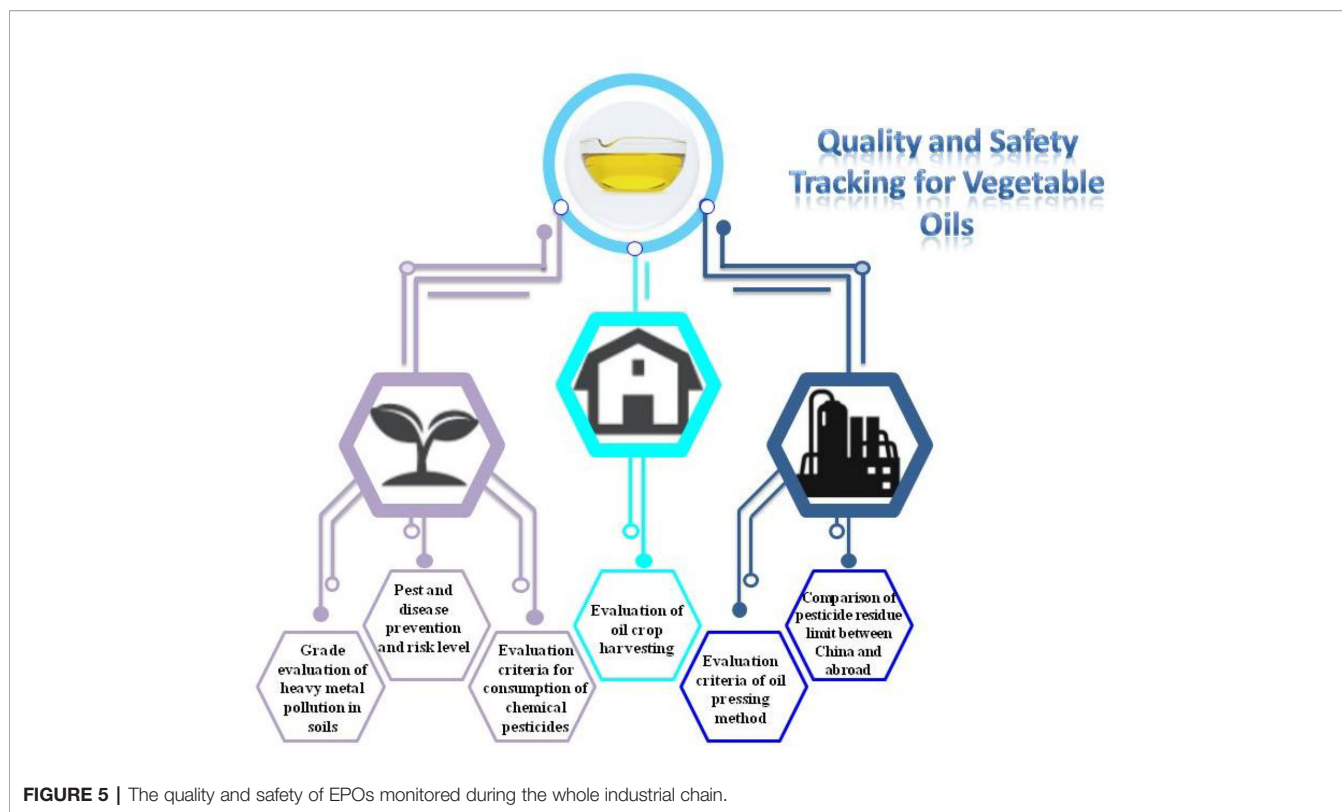 Quality and Safety
Tracking for Vegetable
Oils
Grade
evaluation of
heavy metal
pollution in
soils
Pest and
disease
prevention
and risk level
Evaluation
criteria for
consumption of
chemical
pesticides
Evaluation of
oil crop
harvesting
Evaluation
criteria of oil
pressing
method
Comparison of
pesticide residue
limit between
China and
abroad
FIGURE 5 | The quality and safety of EPOs monitored during the whole industrial chain.